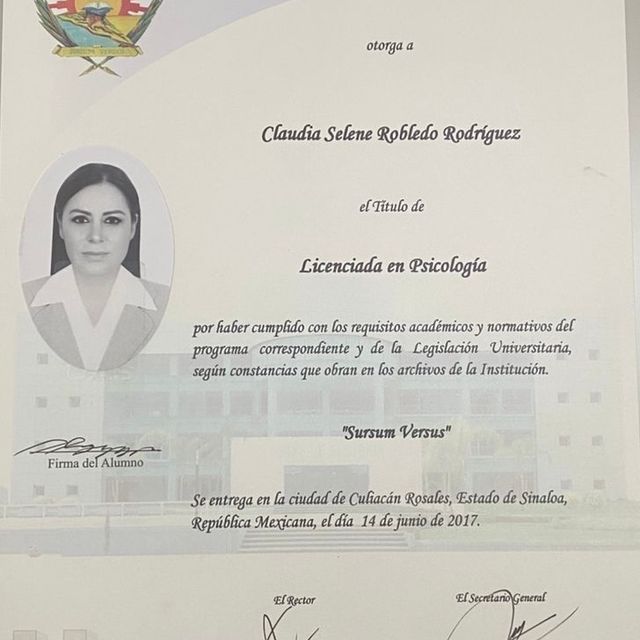 SURSUM VERSUS
otorga a
Claudia Selene Robledo Rodríguez
el Título de
Licenciada en Psicología
por haber cumplido con los requisitos académicos y normativos del
programa correspondiente y de la Legislación Universitaria,
según constancias que obran en los archivos de la Institución.
"Sursum Versus"
Firma del Alumno
Se entrega en la ciudad de Culiacán Rosales, Estado de Sinaloa,
República Mexicana, el día 14 de junio de 2017.
El Rector
El Secretario General